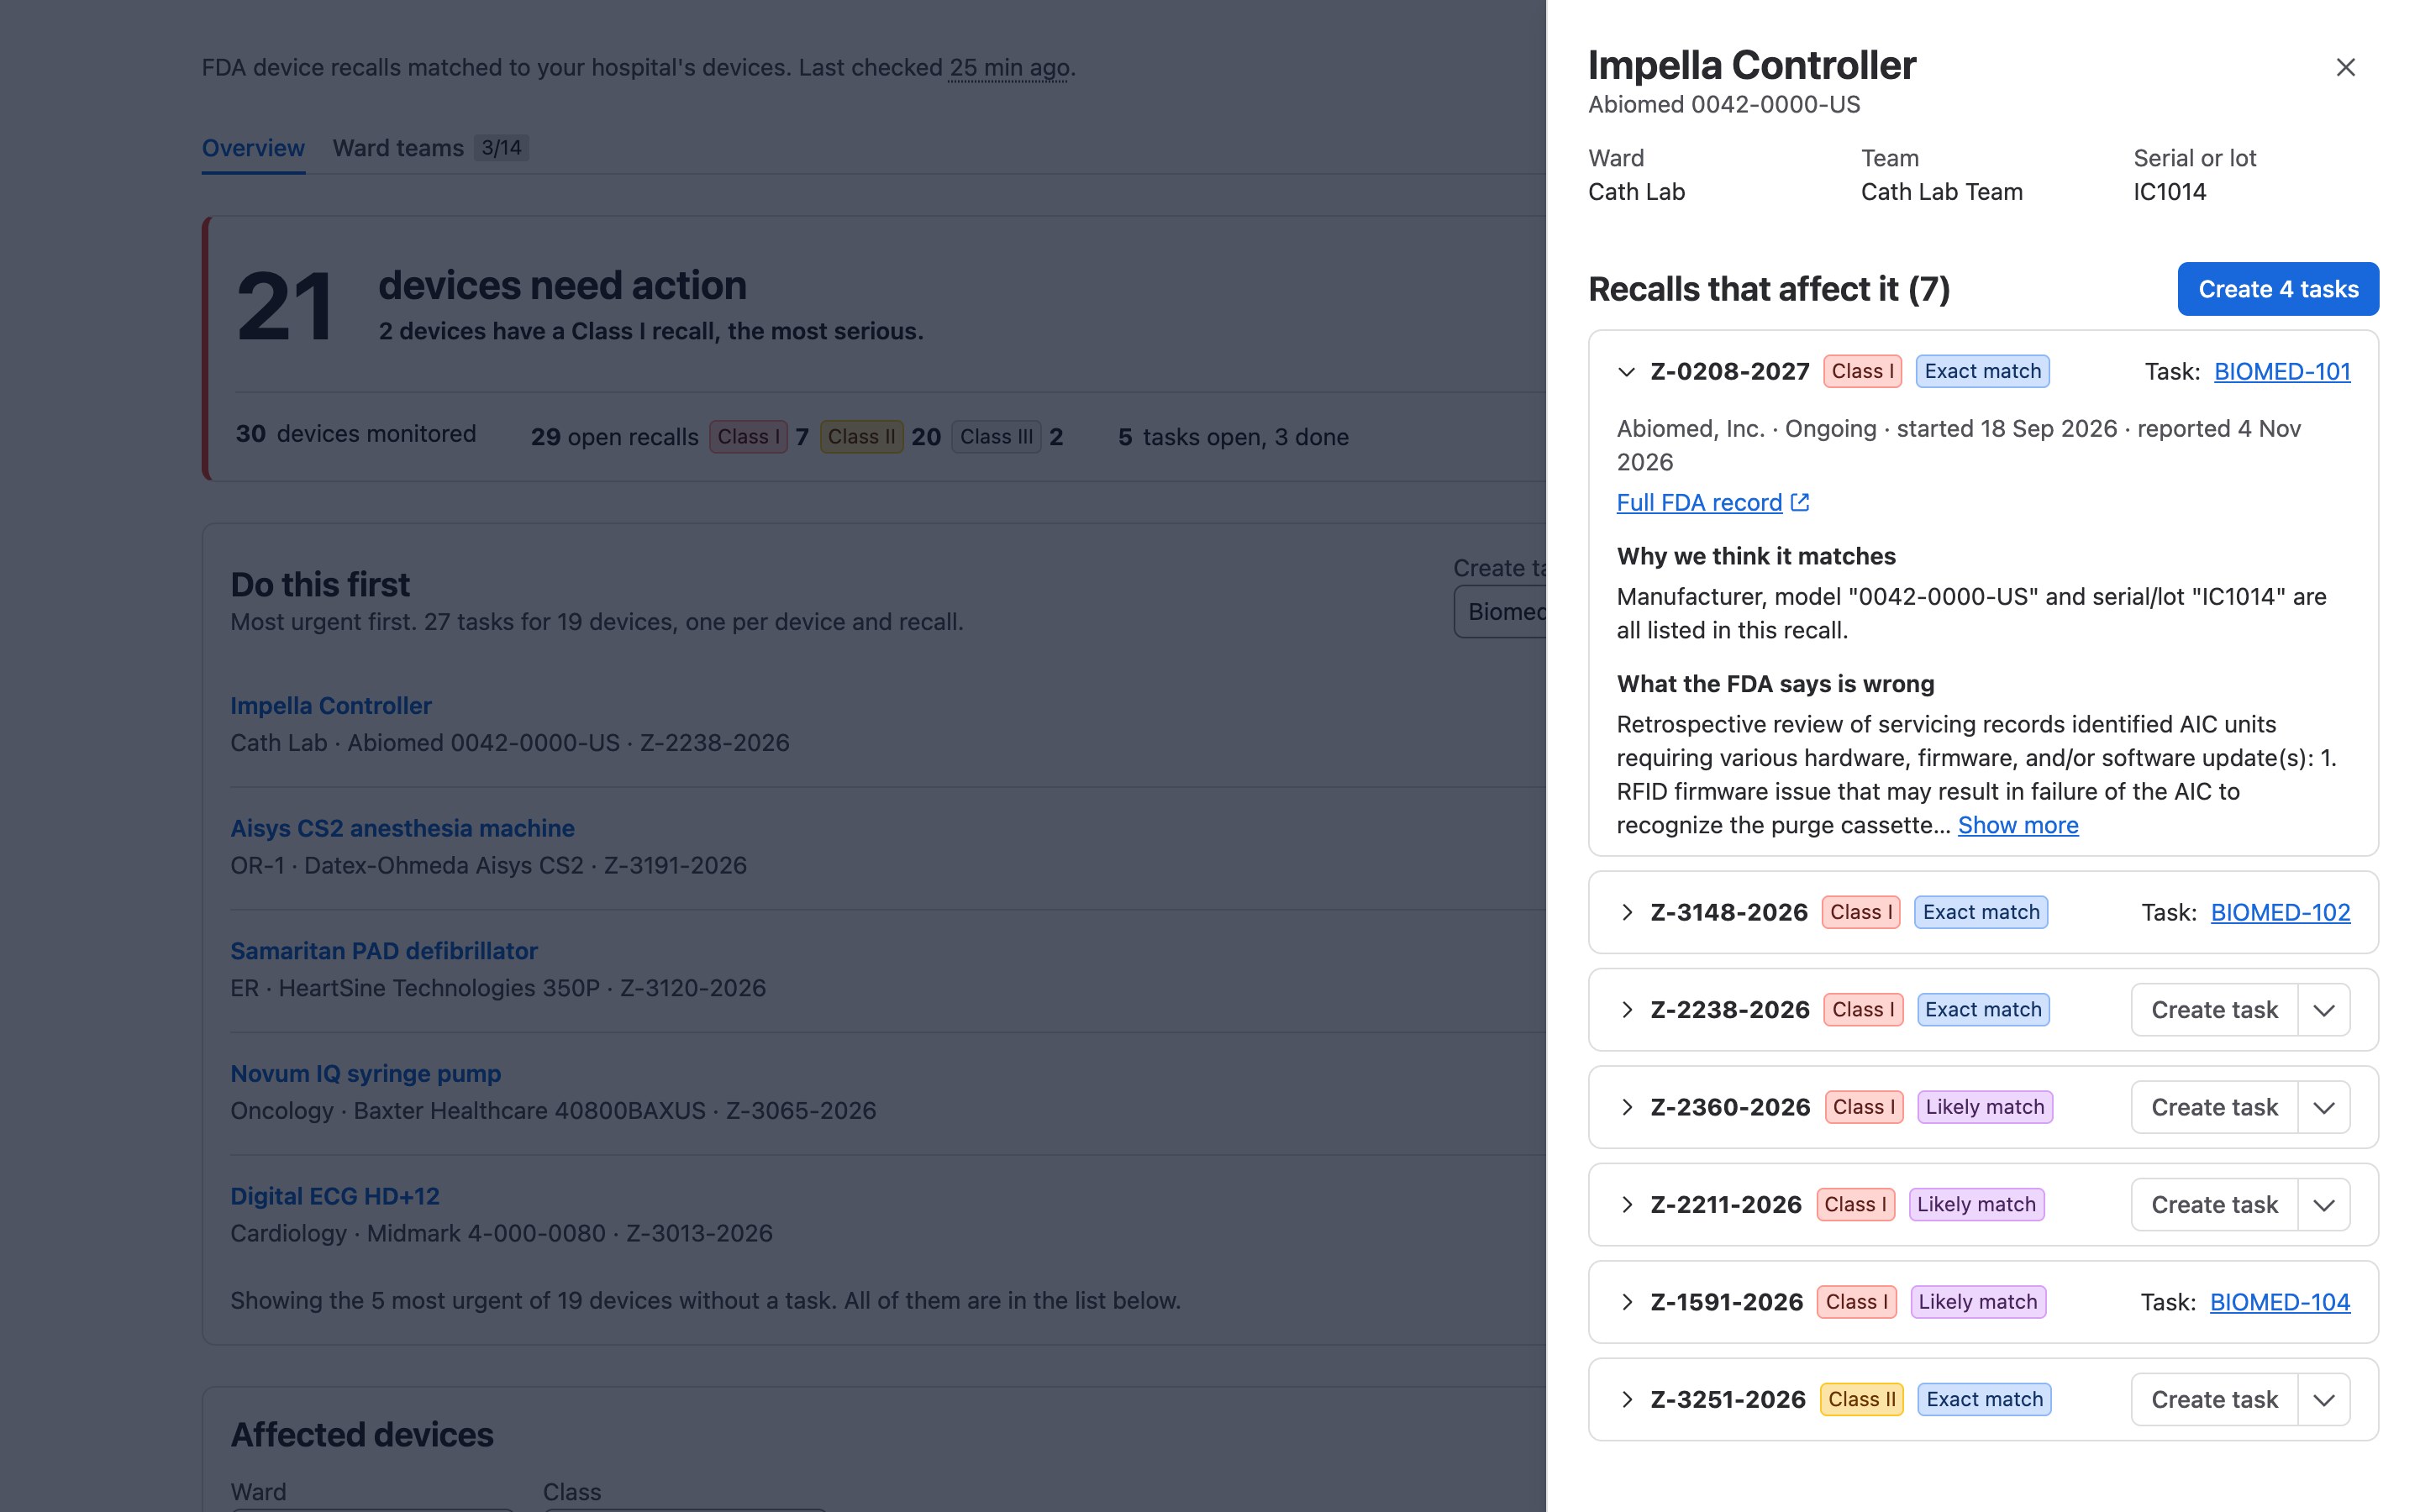 FDA device recalls matched to your hospital's devices. Last checked 25 min ago.
Overview
Ward teams 3/14
21
devices need action
2 devices have a Class I recall, the most serious.
30 devices monitored
29 open recalls Class I 7 Class II 20 Class III 2
5 tasks open, 3 done
Do this first
Most urgent first. 27 tasks for 19 devices, one per device and recall.
Create ta
Biomed
Impella Controller
Cath Lab · Abiomed 0042-0000-US · Z-2238-2026
Aisys CS2 anesthesia machine
OR-1 · Datex-Ohmeda Aisys CS2 · Z-3191-2026
Samaritan PAD defibrillator
ER · HeartSine Technologies 350P · Z-3120-2026
Novum IQ syringe pump
Oncology · Baxter Healthcare 40800BAXUS · Z-3065-2026
Digital ECG HD+12
Cardiology · Midmark 4-000-0080 · Z-3013-2026
Showing the 5 most urgent of 19 devices without a task. All of them are in the list below.
Affected devices
Ward
Class
Impella Controller
Abiomed 0042-0000-US
Ward
Cath Lab
Team
Cath Lab Team
Serial or lot
IC1014
Recalls that affect it (7)
Create 4 tasks
Z-0208-2027 Class I Exact match Task: BIOMED-101
Abiomed, Inc. · Ongoing · started 18 Sep 2026 · reported 4 Nov
2026
Full FDA record
Why we think it matches
Manufacturer, model "0042-0000-US" and serial/lot "IC1014" are
all listed in this recall.
What the FDA says is wrong
Retrospective review of servicing records identified AIC units
requiring various hardware, firmware, and/or software update(s): 1.
RFID firmware issue that may result in failure of the AIC to
recognize the purge cassette... Show more
Z-3148-2026 Class I Exact match Task: BIOMED-102
Z-2238-2026 Class I Exact match Create task
Z-2360-2026 Class I Likely match Create task
Z-2211-2026 Class I Likely match Create task
Z-1591-2026 Class I Likely match Task: BIOMED-104
Z-3251-2026 Class II Exact match Create task